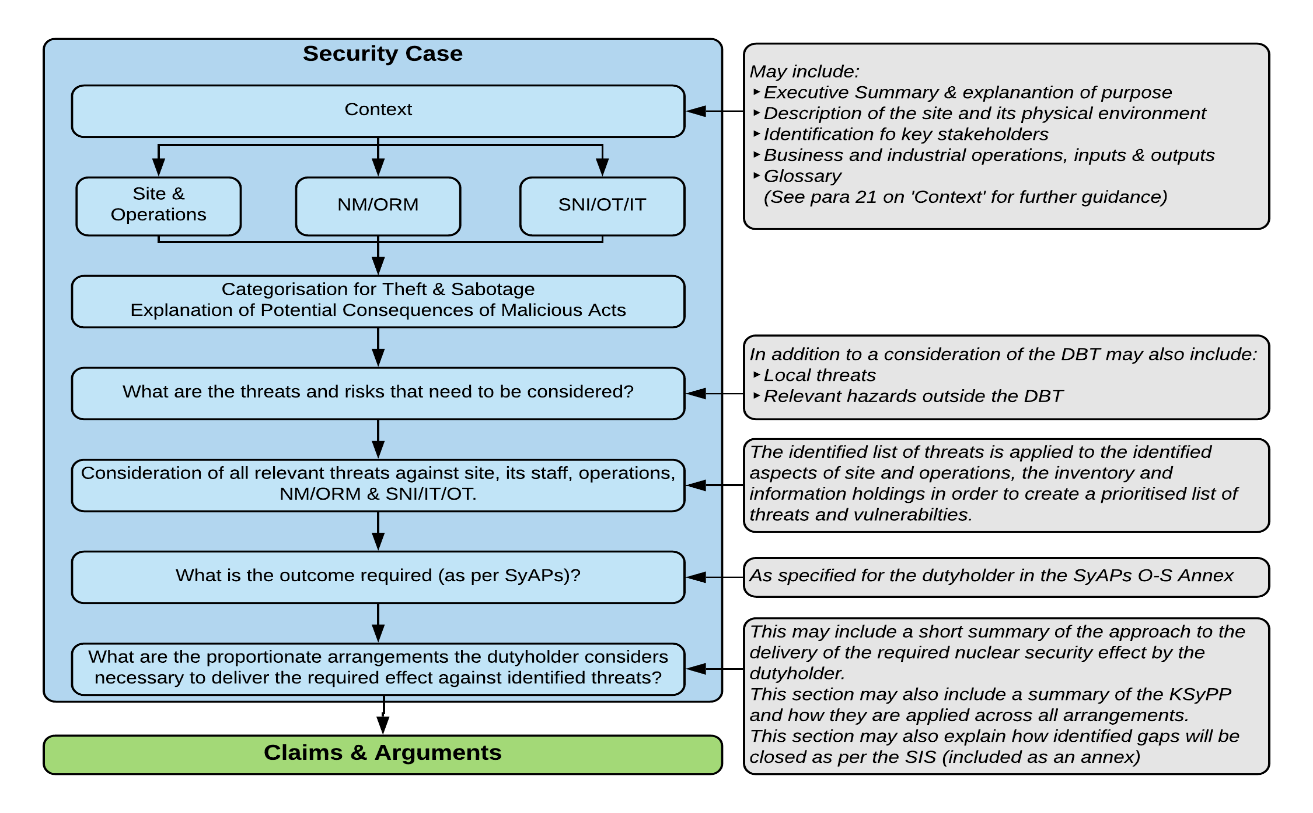 Security Case
Context
Site &
Operations
NM/ORM
SNI/OT/IT
Categorisation for Theft & Sabotage
Explanation of Potential Consequences of Malicious Acts
What are the threats and risks that need to be considered?
Consideration of all relevant threats against site, its staff, operations,
NM/ORM & SNI/IT/OT.
What is the outcome required (as per SyAPs)?
What are the proportionate arrangements the dutyholder considers
necessary to deliver the required effect against identified threats?
Claims & Arguments
May include:
‣Executive Summary & explanantion of purpose
‣Description of the site and its physical environment
‣Identification fo key stakeholders
‣Business and industrial operations, inputs & outputs
‣Glossary
(See para 21 on 'Context' for further guidance)
In addition to a consideration of the DBT may also include:
‣Local threats
‣Relevant hazards outside the DBT
The identified list of threats is applied to the identified
aspects of site and operations, the inventory and
information holdings in order to create a prioritised list of
threats and vulnerabilties.
As specified for the dutyholder in the SyAPs O-S Annex
This may include a short summary of the approach to the
delivery of the required nuclear security effect by the
dutyholder.
This section may also include a summary of the KSyPP
and how they are applied across all arrangements.
This section may also explain how identified gaps will be
closed as per the SIS (included as an annex)